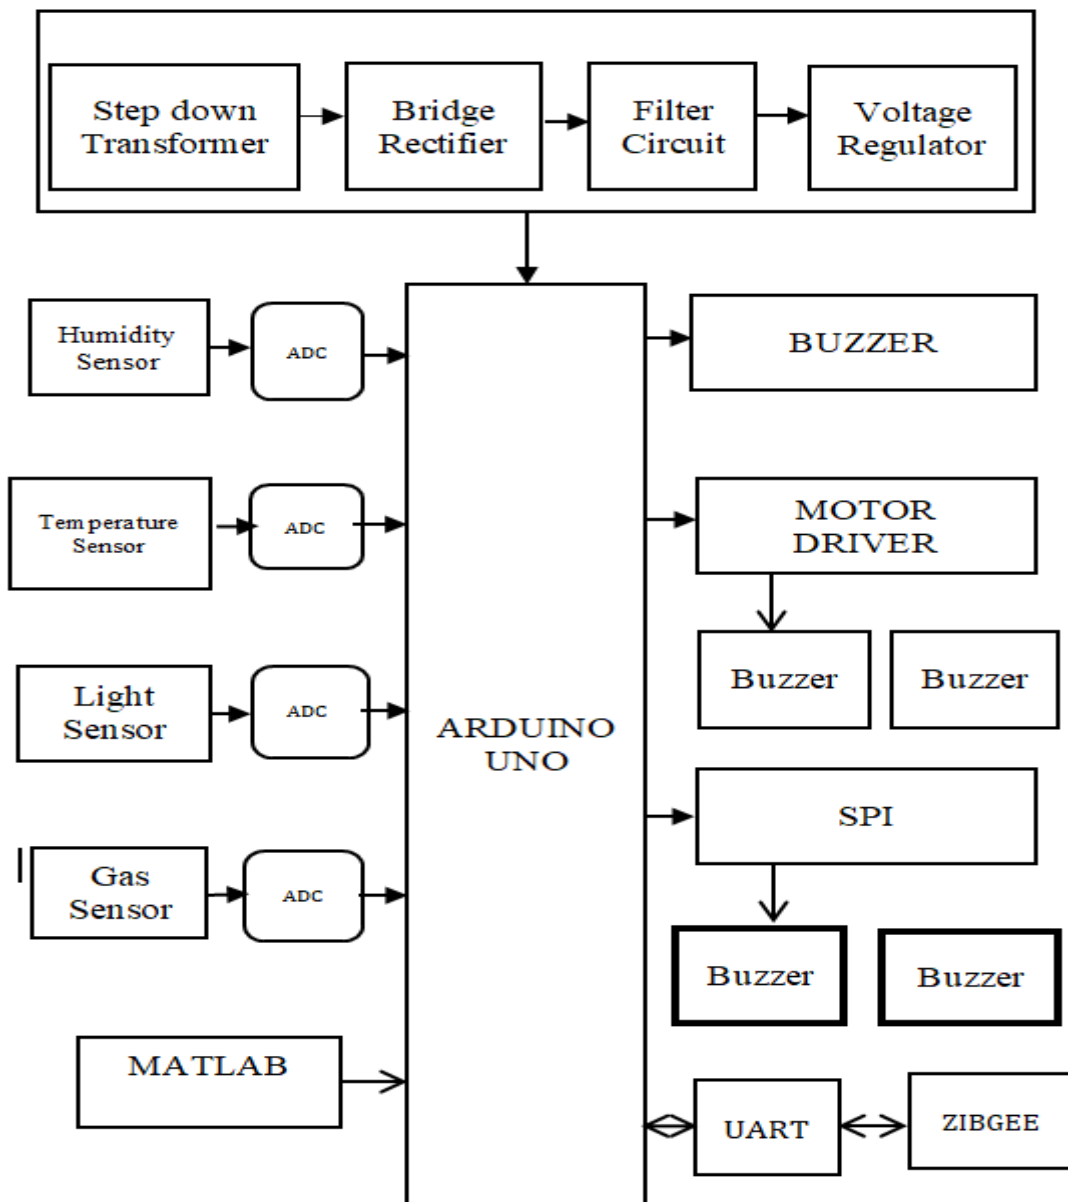 Step down
Transformer
Bridge
Rectifier
Filter
Circuit
Voltage
Regulator
Humidity
Sensor
ADC
BUZZER
Temperature
Sensor
ADC
MOTOR
DRIVER
Buzzer
Buzzer
Light
Sensor
ADC
ARDUINO
UNO
SPI
Gas
Sensor
ADC
Buzzer
Buzzer
MATLAB
UART
ZIBGEE